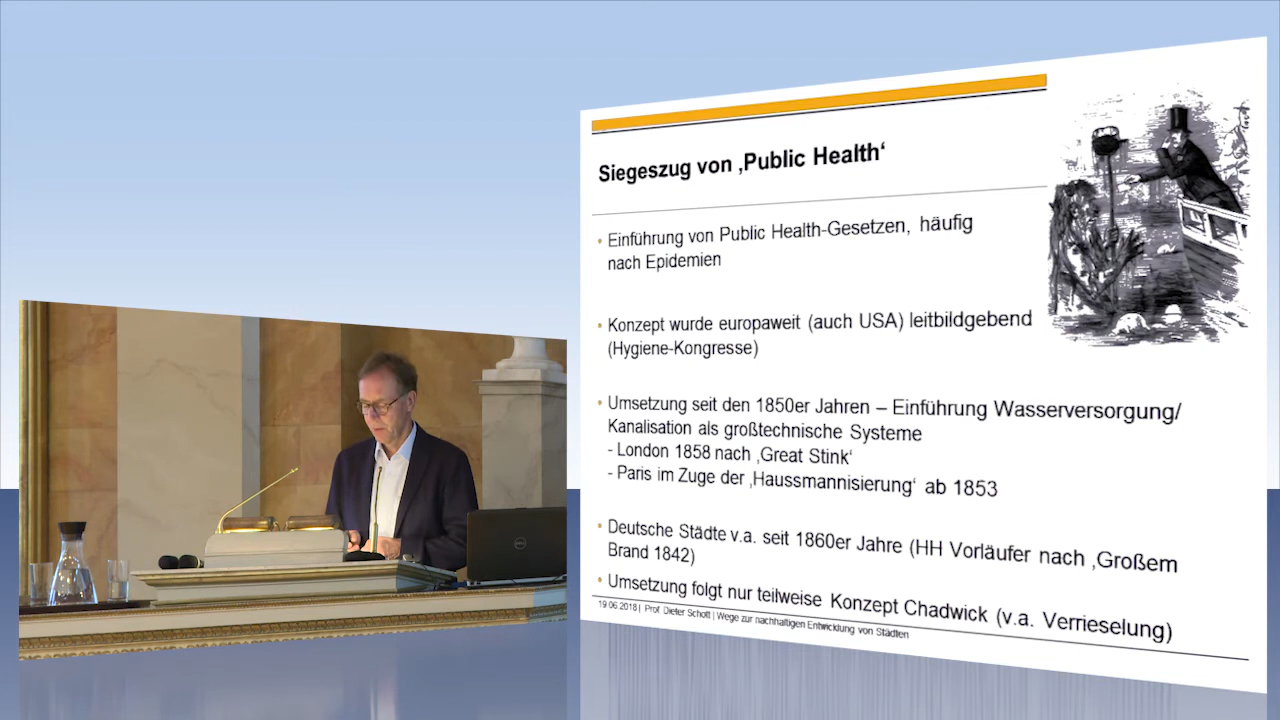 Siegeszug von ‚Public Health‘
• Einführung von Public Health-Gesetzen, häufig
nach Epidemien
• Konzept wurde europaweit (auch USA) leitbildgebend
(Hygiene-Kongresse)
• Umsetzung seit den 1850er Jahren – Einführung Wasserversorgung/
Kanalisation als großtechnische Systeme
- London 1858 nach ‚Great Stink‘
- Paris im Zuge der ‚Haussmannisierung‘ ab 1853
• Deutsche Städte v.a. seit 1860er Jahre (HH Vorläufer nach ‚Großem
Brand 1842)
• Umsetzung folgt nur teilweise Konzept Chadwick (v.a. Verrieselung)
19.06.2018 | Prof. Dieter Schott | Wege zur nachhaltigen Entwicklung von Städten
DELL